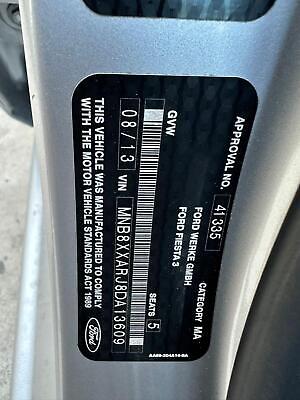 APPROVAL NO. 41335 CATEGORY MA
FORD WERKE GMBH
FORD FIESTA 3
GVW SEATS 5
08/13 VIN MNB8XXARJ8DA13609
THIS VEHICLE WAS MANUFACTURED TO COMPLY
WITH THE MOTOR VEHICLE STANDARDS ACT 1989
Ford